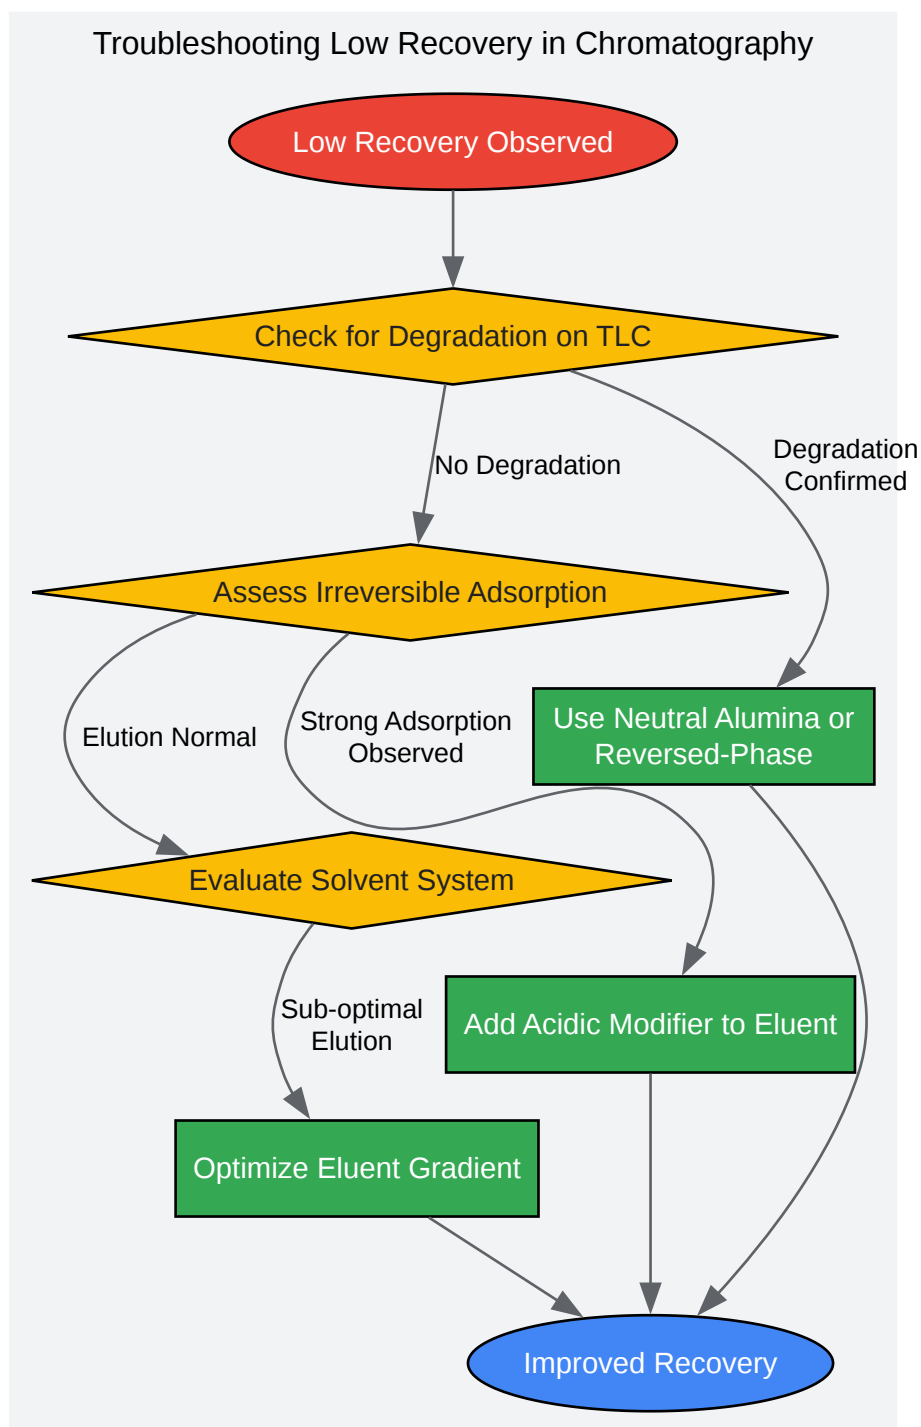 Troubleshooting Low Recovery in Chromatography
Low Recovery Observed
Check for Degradation on TLC
No Degradation
Degradation
Confirmed
Assess Irreversible Adsorption
Elution Normal
Strong Adsorption
Observed
Use Neutral Alumina or
Reversed-Phase
Evaluate Solvent System
Sub-optimal
Elution
Add Acidic Modifier to Eluent
Optimize Eluent Gradient
Improved Recovery